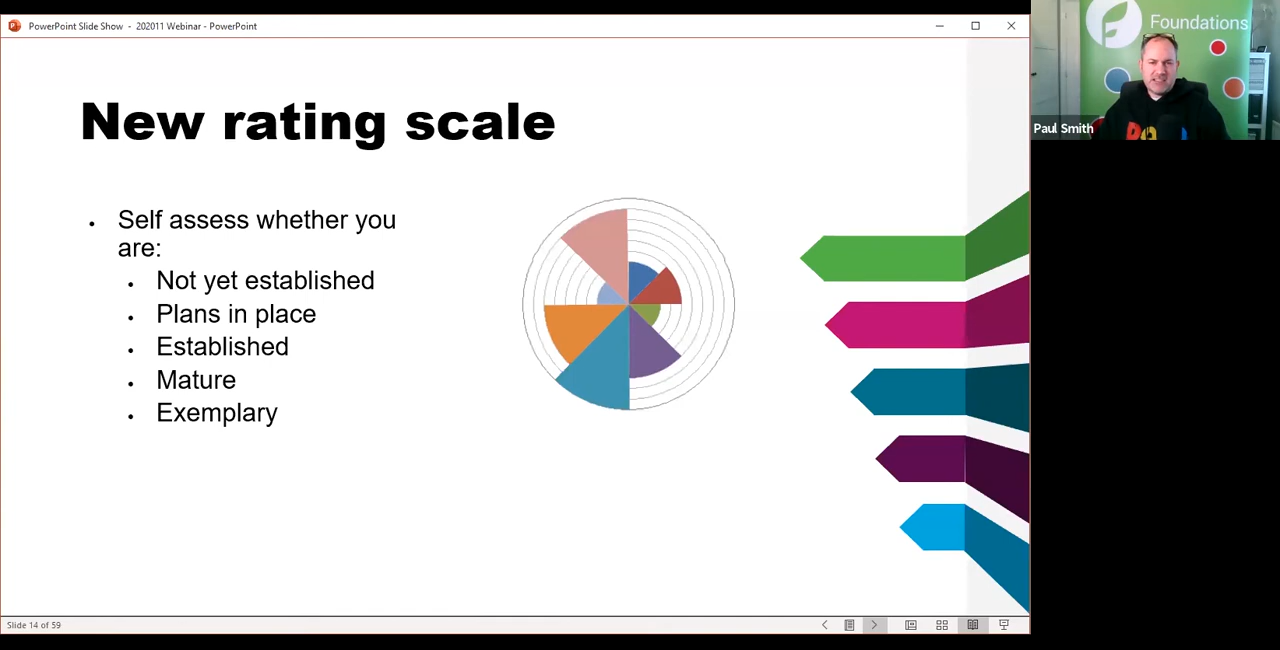 PowerPoint Slide Show - 202011 Webinar - PowerPoint
Foundations
Paul Smith
New rating scale
• Self assess whether you
are:
• Not yet established
• Plans in place
• Established
• Mature
• Exemplary
Slide 14 of 59